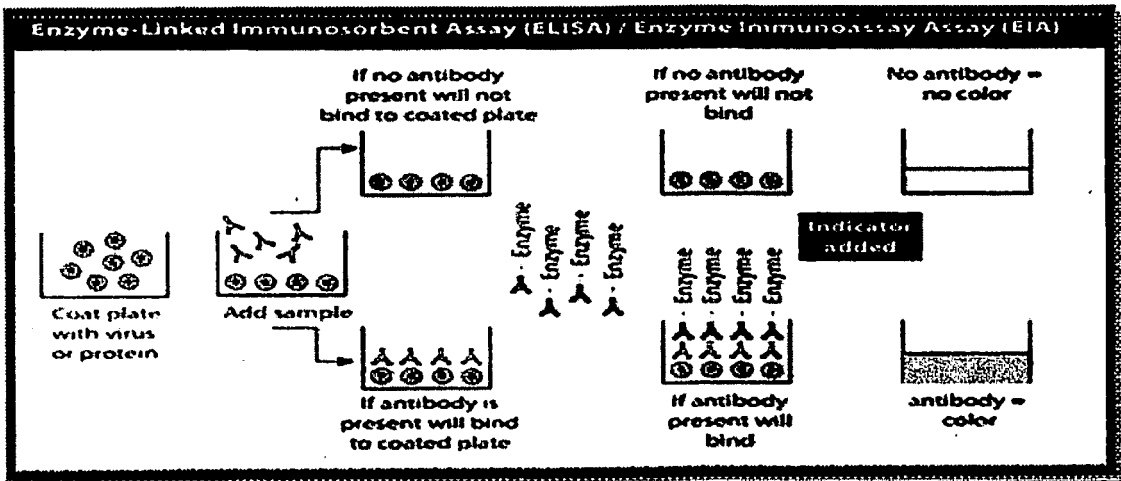 Enzyme-Linked Immunosorbent Assay (ELISA) / Enzyme Immunoassay Assay (EIA)
If no antibody
present will not
bind to coated plate
If no antibody
present will not
bind
No antibody =
no color
Coat plate
with virus
or protein
Add sample
Enzyme
Enzyme
Enzyme
Enzyme
Enzyme
Enzyme
Enzyme
Enzyme
Indicator
added
If antibody is
present will bind
to coated plate
If antibody
present will
bind
antibody =
color